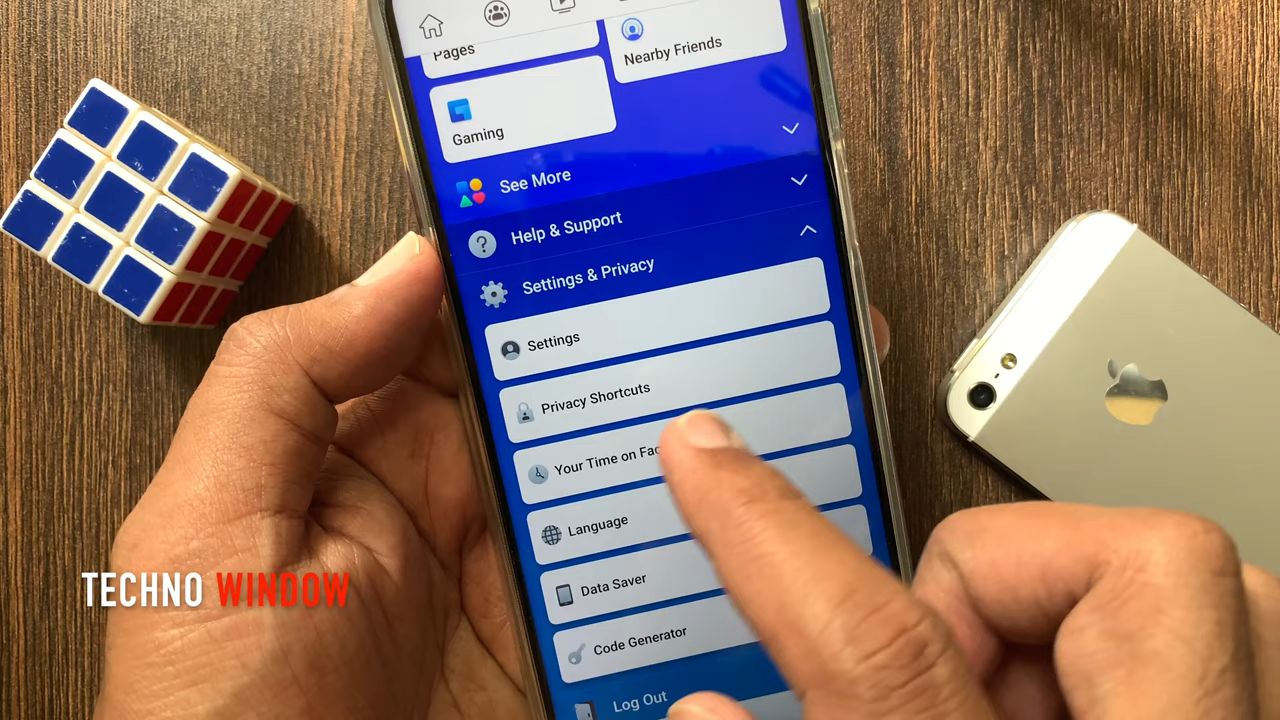 Pages
Nearby Friends
Gaming
See More
Help & Support
Settings & Privacy
Settings
Privacy Shortcuts
Your Time on
Language
Data Saver
Code Generator
Log Out
TECHNO WINDOW